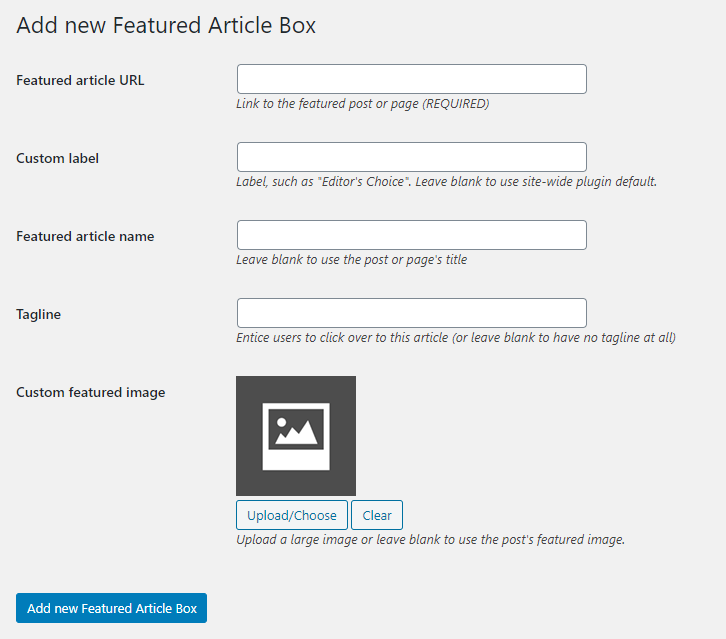 Add new Featured Article Box
Featured article URL
Link to the featured post or page (REQUIRED)
Custom label
Label, such as "Editor's Choice". Leave blank to use site-wide plugin default.
Featured article name
Leave blank to use the post or page's title
Tagline
Entice users to click over to this article (or leave blank to have no tagline at all)
Custom featured image
Upload/Choose Clear
Upload a large image or leave blank to use the post's featured image.
Add new Featured Article Box